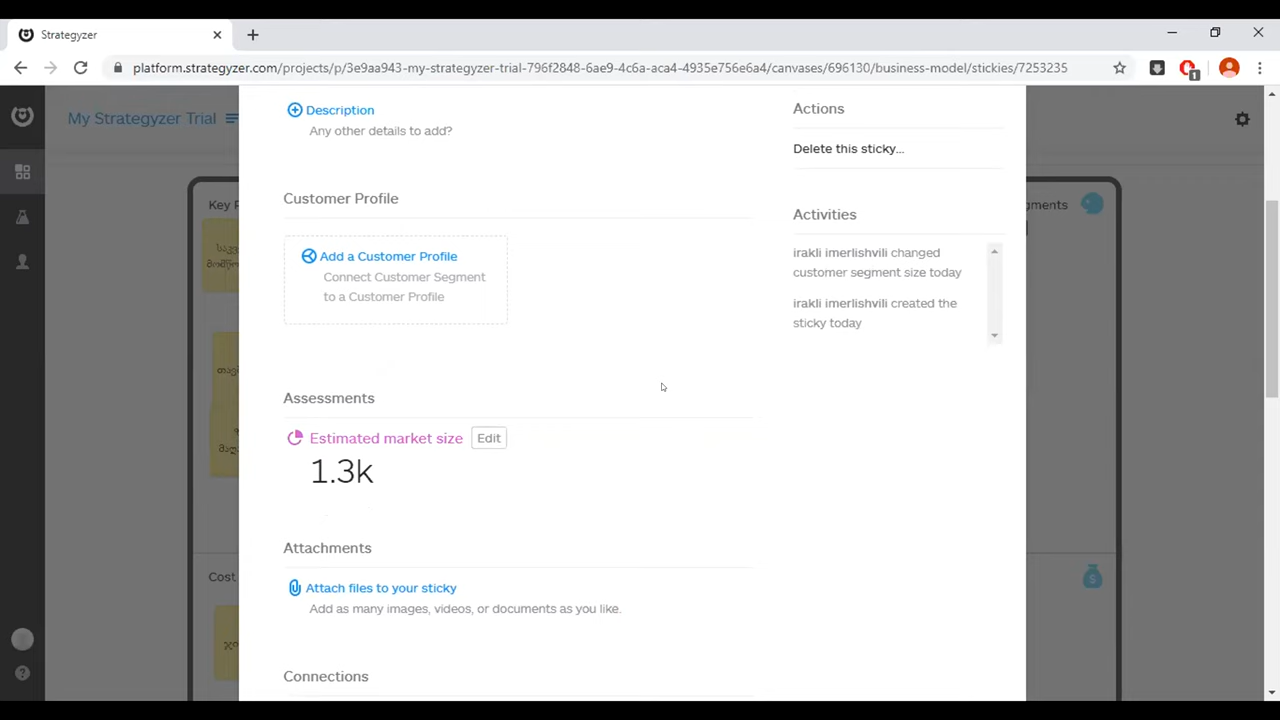 Strategyzer
platform.strategyzer.com/projects/p/3e9aa943-my-strategyzer-trial-796f2848-6ae9-4c6a-aca4-4935e756e6a4/canvases/696130/business-model/stickies/7253235
1
My Strategyzer Trial
Key
Cost
Description
Any other details to add?
Customer Profile
Add a Customer Profile
Connect Customer Segment
to a Customer Profile
Assessments
Estimated market size
Edit
1.3k
Attachments
Attach files to your sticky
Add as many images, videos, or documents as you like.
Connections
Actions
Delete this sticky...
Activities
irakli imerlishvili changed
customer segment size today
irakli imerlishvili created the
sticky today
gments